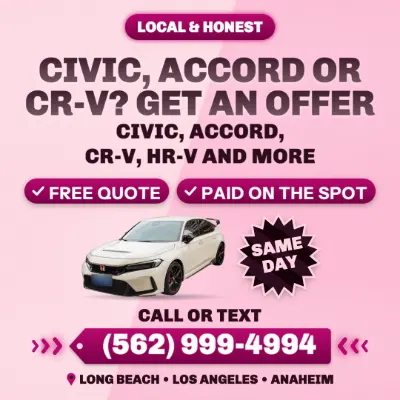 LOCAL & HONEST
CIVIC, ACCORD OR
CR-V? GET AN OFFER
CIVIC, ACCORD,
CR-V, HR-V AND MORE
FREE QUOTE
PAID ON THE SPOT
SAME
DAY
CALL OR TEXT
(562) 999-4994
LONG BEACH • LOS ANGELES • ANAHEIM